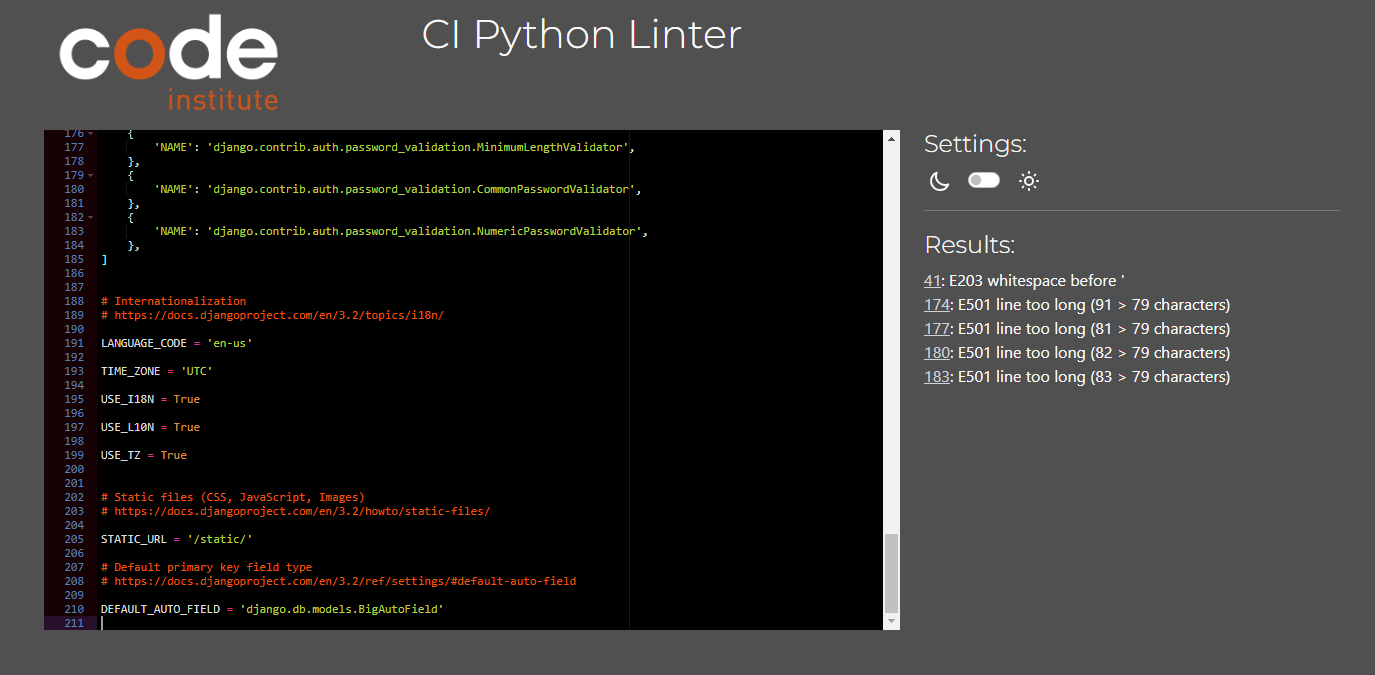 code
institute
CI Python Linter
176 {
177 'NAME': 'django.contrib.auth.password_validation.MinimumLengthValidator',
178 },
179 {
180 'NAME': 'django.contrib.auth.password_validation.CommonPasswordValidator',
181 },
182 {
183 'NAME': 'django.contrib.auth.password_validation.NumericPasswordValidator',
184 },
185 ]
186
187
188 # Internationalization
189 # https://docs.djangoproject.com/en/3.2/topics/i18n/
190
191 LANGUAGE_CODE = 'en-us'
192
193 TIME_ZONE = 'UTC'
194
195 USE_I18N = True
196
197 USE_L10N = True
198
199 USE_TZ = True
200
201
202 # Static files (CSS, JavaScript, Images)
203 # https://docs.djangoproject.com/en/3.2/howto/static-files/
204
205 STATIC_URL = '/static/'
206
207 # Default primary key field type
208 # https://docs.djangoproject.com/en/3.2/ref/settings/#default-auto-field
209
210 DEFAULT_AUTO_FIELD = 'django.db.models.BigAutoField'
211
Settings:
Results:
41: E203 whitespace before '
174: E501 line too long (91 > 79 characters)
177: E501 line too long (81 > 79 characters)
180: E501 line too long (82 > 79 characters)
183: E501 line too long (83 > 79 characters)